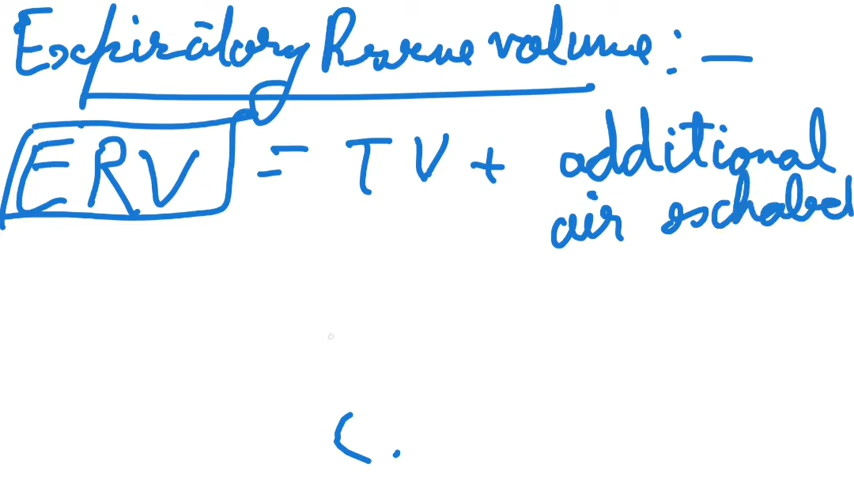 Expiratory Reserve volume : —
ERV = TV + additional
air exhaled
(.